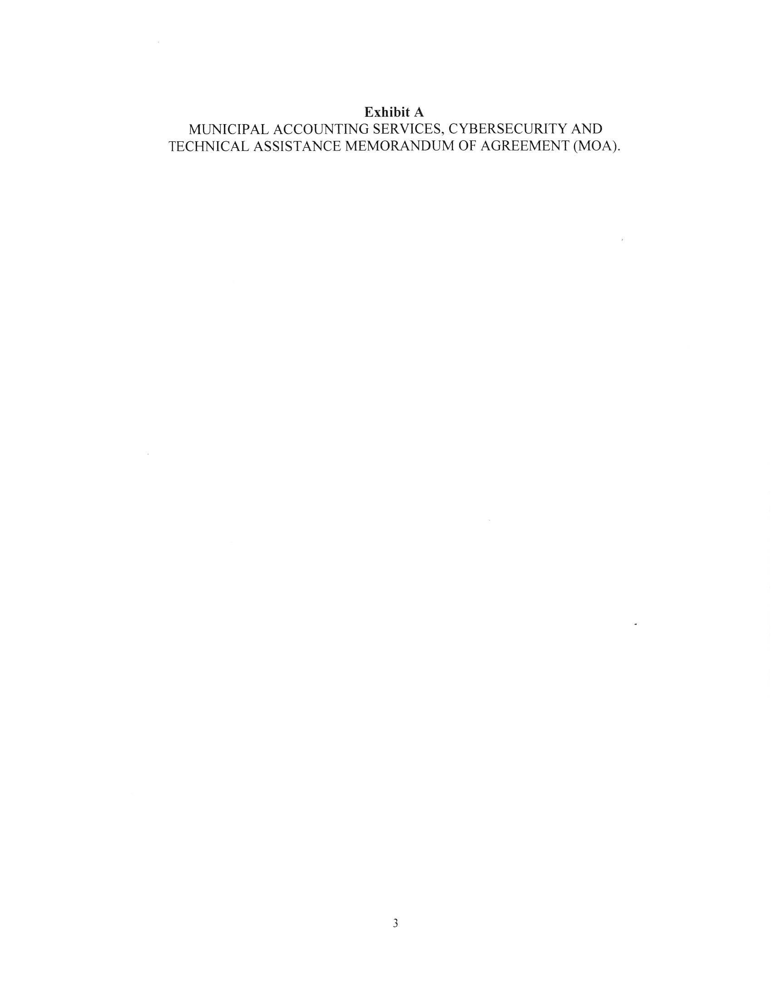 Exhibit A
MUNICIPAL ACCOUNTING SERVICES, CYBERSECURITY AND
TECHNICAL ASSISTANCE MEMORANDUM OF AGREEMENT (MOA).
3